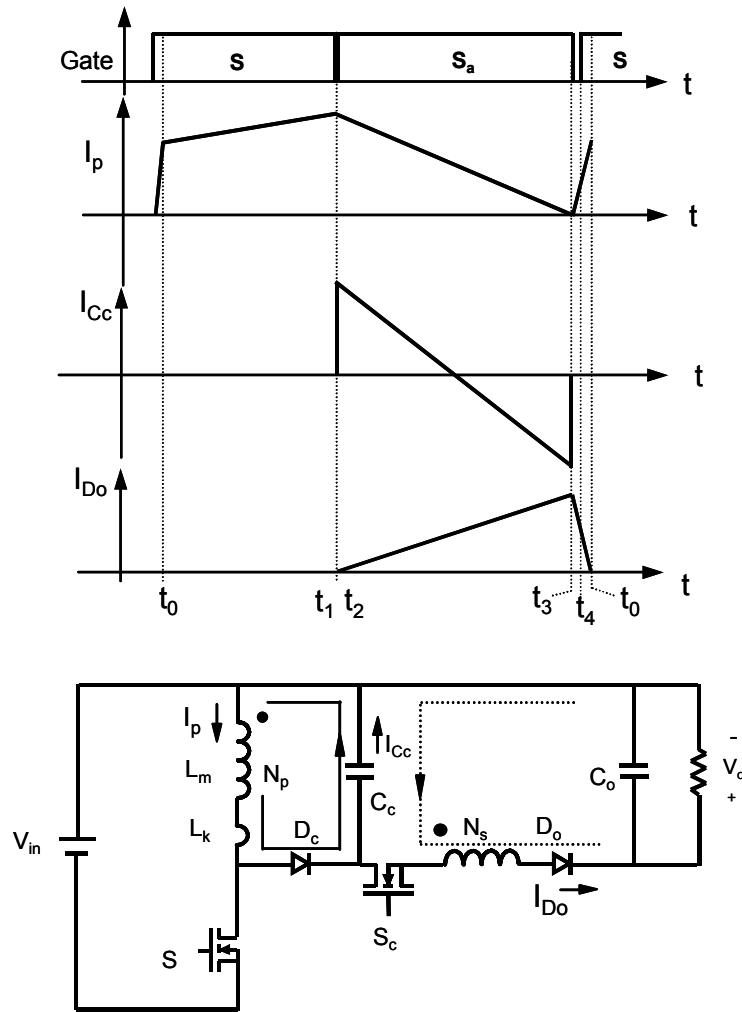 Gate S Sa S t
Ip t
ICc t
IDo t
t0 t1 t2 t3 t4 t0
Ip ICc −
Lm Np Cc Co Vo
Lk Dc Ns Do +
Vin
IDo
S Sc